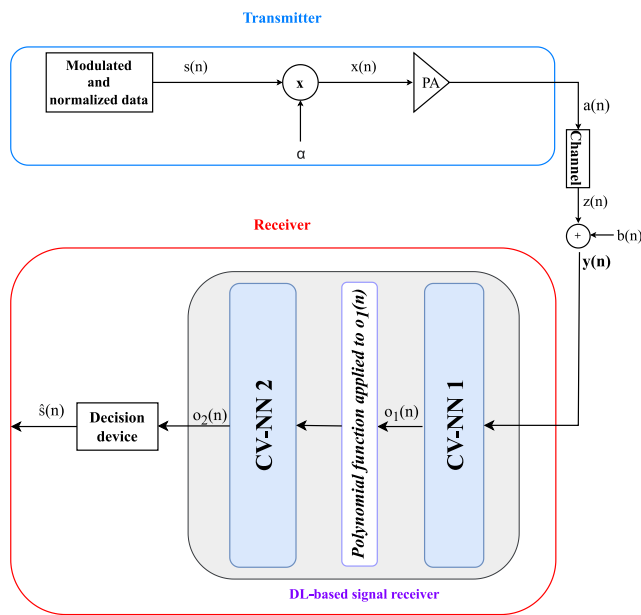 Transmitter
Modulated
and
normalized data
s(n)
x
α
x(n)
PA
a(n)
Channel
z(n)
+
b(n)
y(n)
Receiver
CV-NN 1
o₁(n)
Polynomial function applied to o₁(n)
CV-NN 2
o₂(n)
Decision
device
ŝ(n)
DL-based signal receiver